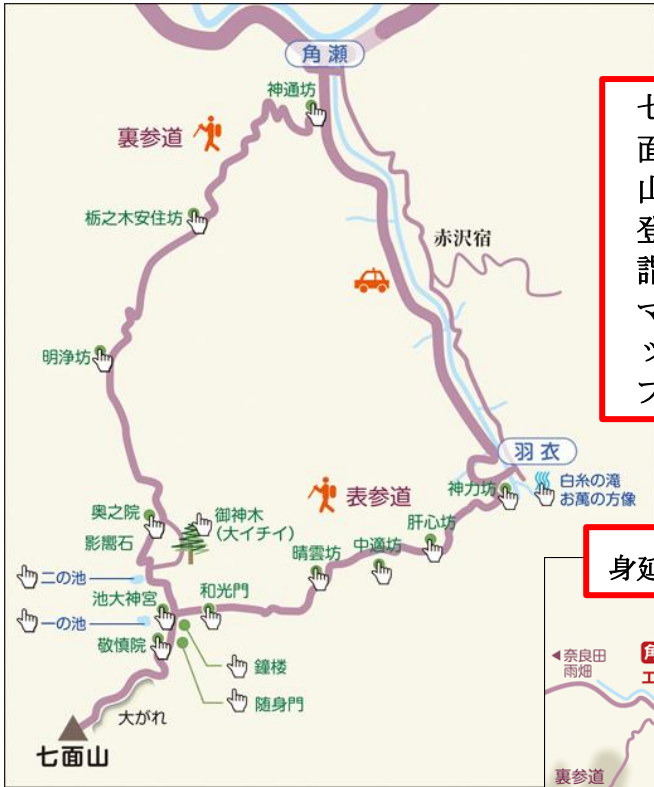 角瀬
神通坊
裏参道
栃之木安住坊
赤沢宿
明浄坊
羽衣
白糸の滝
お萬の方像
表参道
神力坊
奥之院
御神木
(大イチイ)
影嚮石
肝心坊
中適坊
晴雲坊
二の池
池大神宮
和光門
一の池
敬慎院
鐘楼
随身門
大がれ
七面山
七
面
山
登
詣
マ
ッ
プ
身延
奈良田
雨畑
裏参道